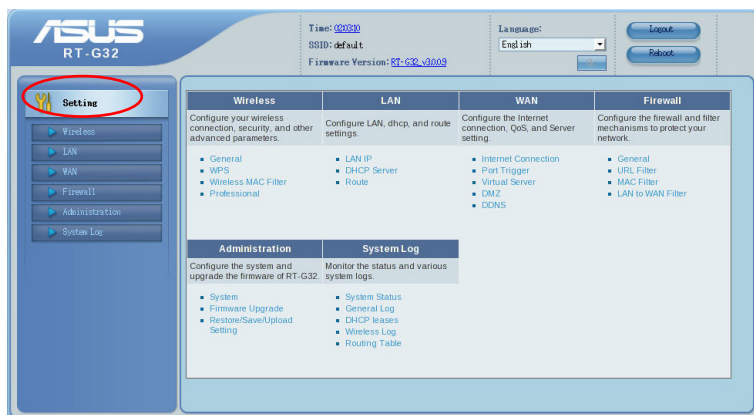 ASUS
RT-G32
Time: 020310
SSID: default
Firmware Version: RT-G32_v3.0.0.9
Language:
English
Logout
Reboot
Setting
Wireless
LAN
WAN
Firewall
Administration
System Log
Wireless
Configure your wireless
connection, security, and other
advanced parameters.
General
WPS
Wireless MAC Filter
Professional
LAN
Configure LAN, dhcp, and route
settings.
LAN IP
DHCP Server
Route
WAN
Configure the Internet
connection, QoS, and Server
setting.
Internet Connection
Port Trigger
Virtual Server
DMZ
DDNS
Firewall
Configure the firewall and filter
mechanisms to protect your
network.
General
URL Filter
MAC Filter
LAN to WAN Filter
Administration
Configure the system and
upgrade the firmware of RT-G32.
System
Firmware Upgrade
Restore/Save/Upload
Setting
System Log
Monitor the status and various
system logs.
System Status
General Log
DHCP leases
Wireless Log
Routing Table